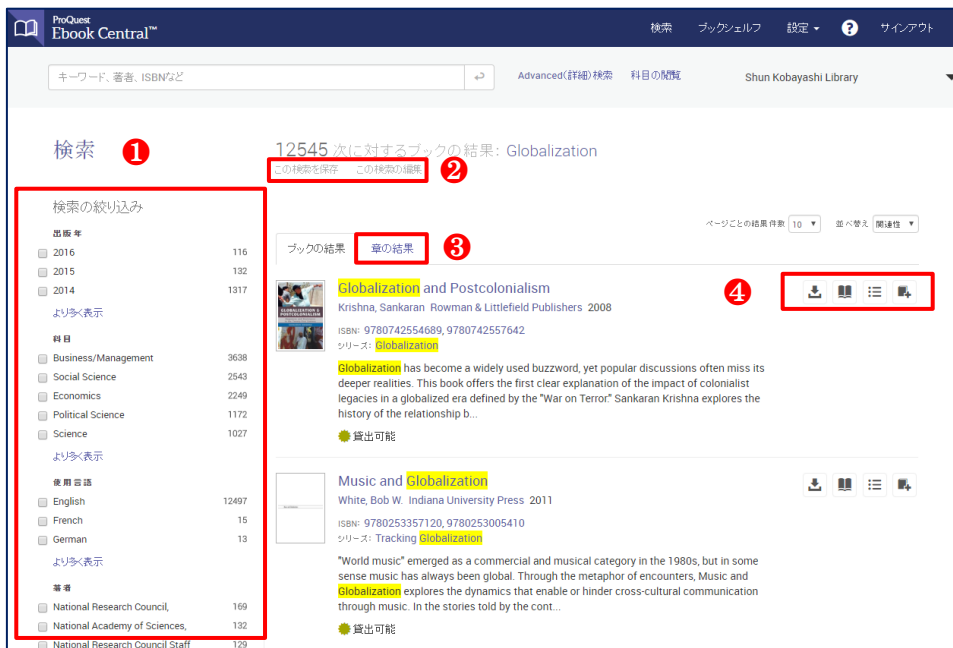 ProQuest
Ebook Central™
検索 ブックシェルフ 設定 ? サインアウト
キーワード、著者、ISBNなど
Advanced(詳細)検索 科目の閲覧 Shun Kobayashi Library
検索 1
12545 次に対するブックの結果: Globalization
この検索を保存 この検索の編集 2
検索の絞り込み
ページごとの結果件数 10 並べ替え 関連性
出版年
2016 116
2015 132
2014 1317
より多く表示
ブックの結果 章の結果 3
科目
Business/Management 3638
Social Science 2543
Economics 2249
Political Science 1172
Science 1027
より多く表示
使用言語
English 12497
French 15
German 13
より多く表示
著者
National Research Council, 169
National Academy of Sciences, 132
National Research Council Staff 129
Globalization and Postcolonialism 4
Krishna, Sankaran Rowman & Littlefield Publishers 2008
ISBN: 9780742554689, 9780742557642
シリーズ: Globalization
Globalization has become a widely used buzzword, yet popular discussions often miss its
deeper realities. This book offers the first clear explanation of the impact of colonialist
legacies in a globalized era defined by the "War on Terror." Sankaran Krishna explores the
history of the relationship b...
貸出可能
Music and Globalization
White, Bob W. Indiana University Press 2011
ISBN: 9780253357120, 9780253005410
シリーズ: Tracking Globalization
"World music" emerged as a commercial and musical category in the 1980s, but in some
sense music has always been global. Through the metaphor of encounters, Music and
Globalization explores the dynamics that enable or hinder cross-cultural communication
through music. In the stories told by the cont...
貸出可能